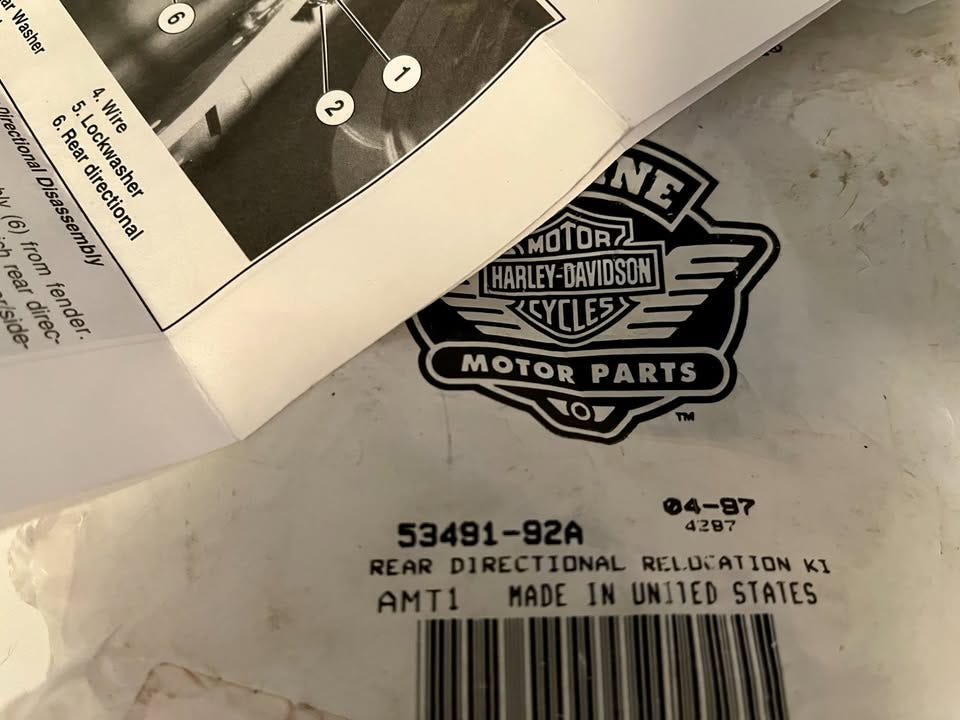 Washer
6
1
2
4. Wire
5. Lockwasher
6. Rear directional
Directional Disassembly
(6) from fender.
rear direc-
MOTOR
HARLEY-DAVIDSON
CYCLES
MOTOR PARTS
TM
53491-92A
04-97
4287
REAR DIRECTIONAL RELOCATION KI
AMT1 MADE IN UNITED STATES